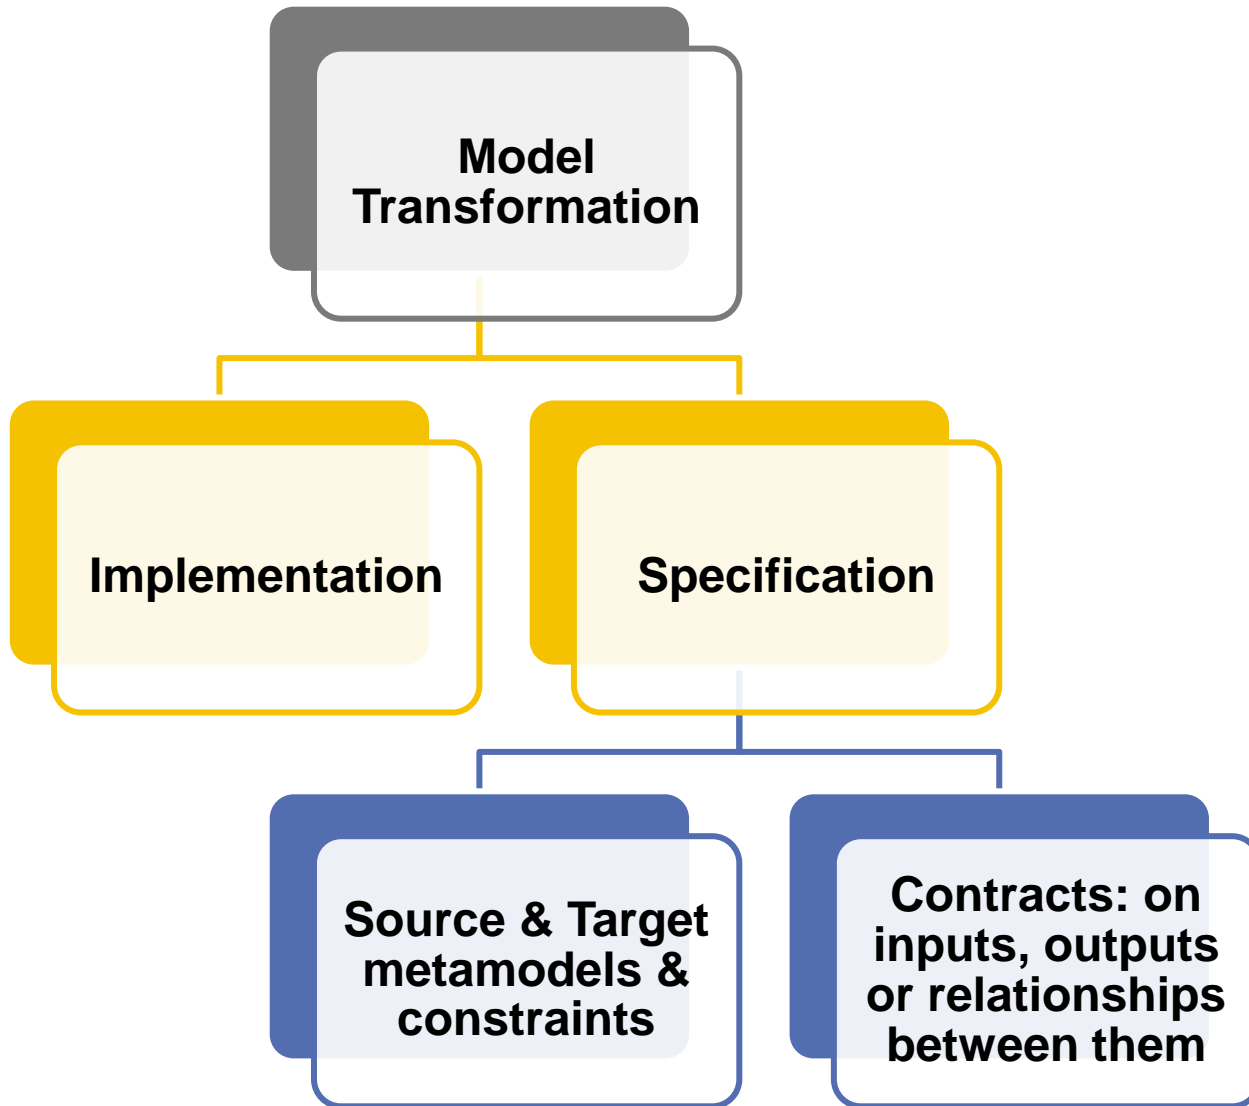 Model
Transformation
Implementation
Specification
Source & Target
metamodels &
constraints
Contracts: on
inputs, outputs
or relationships
between them